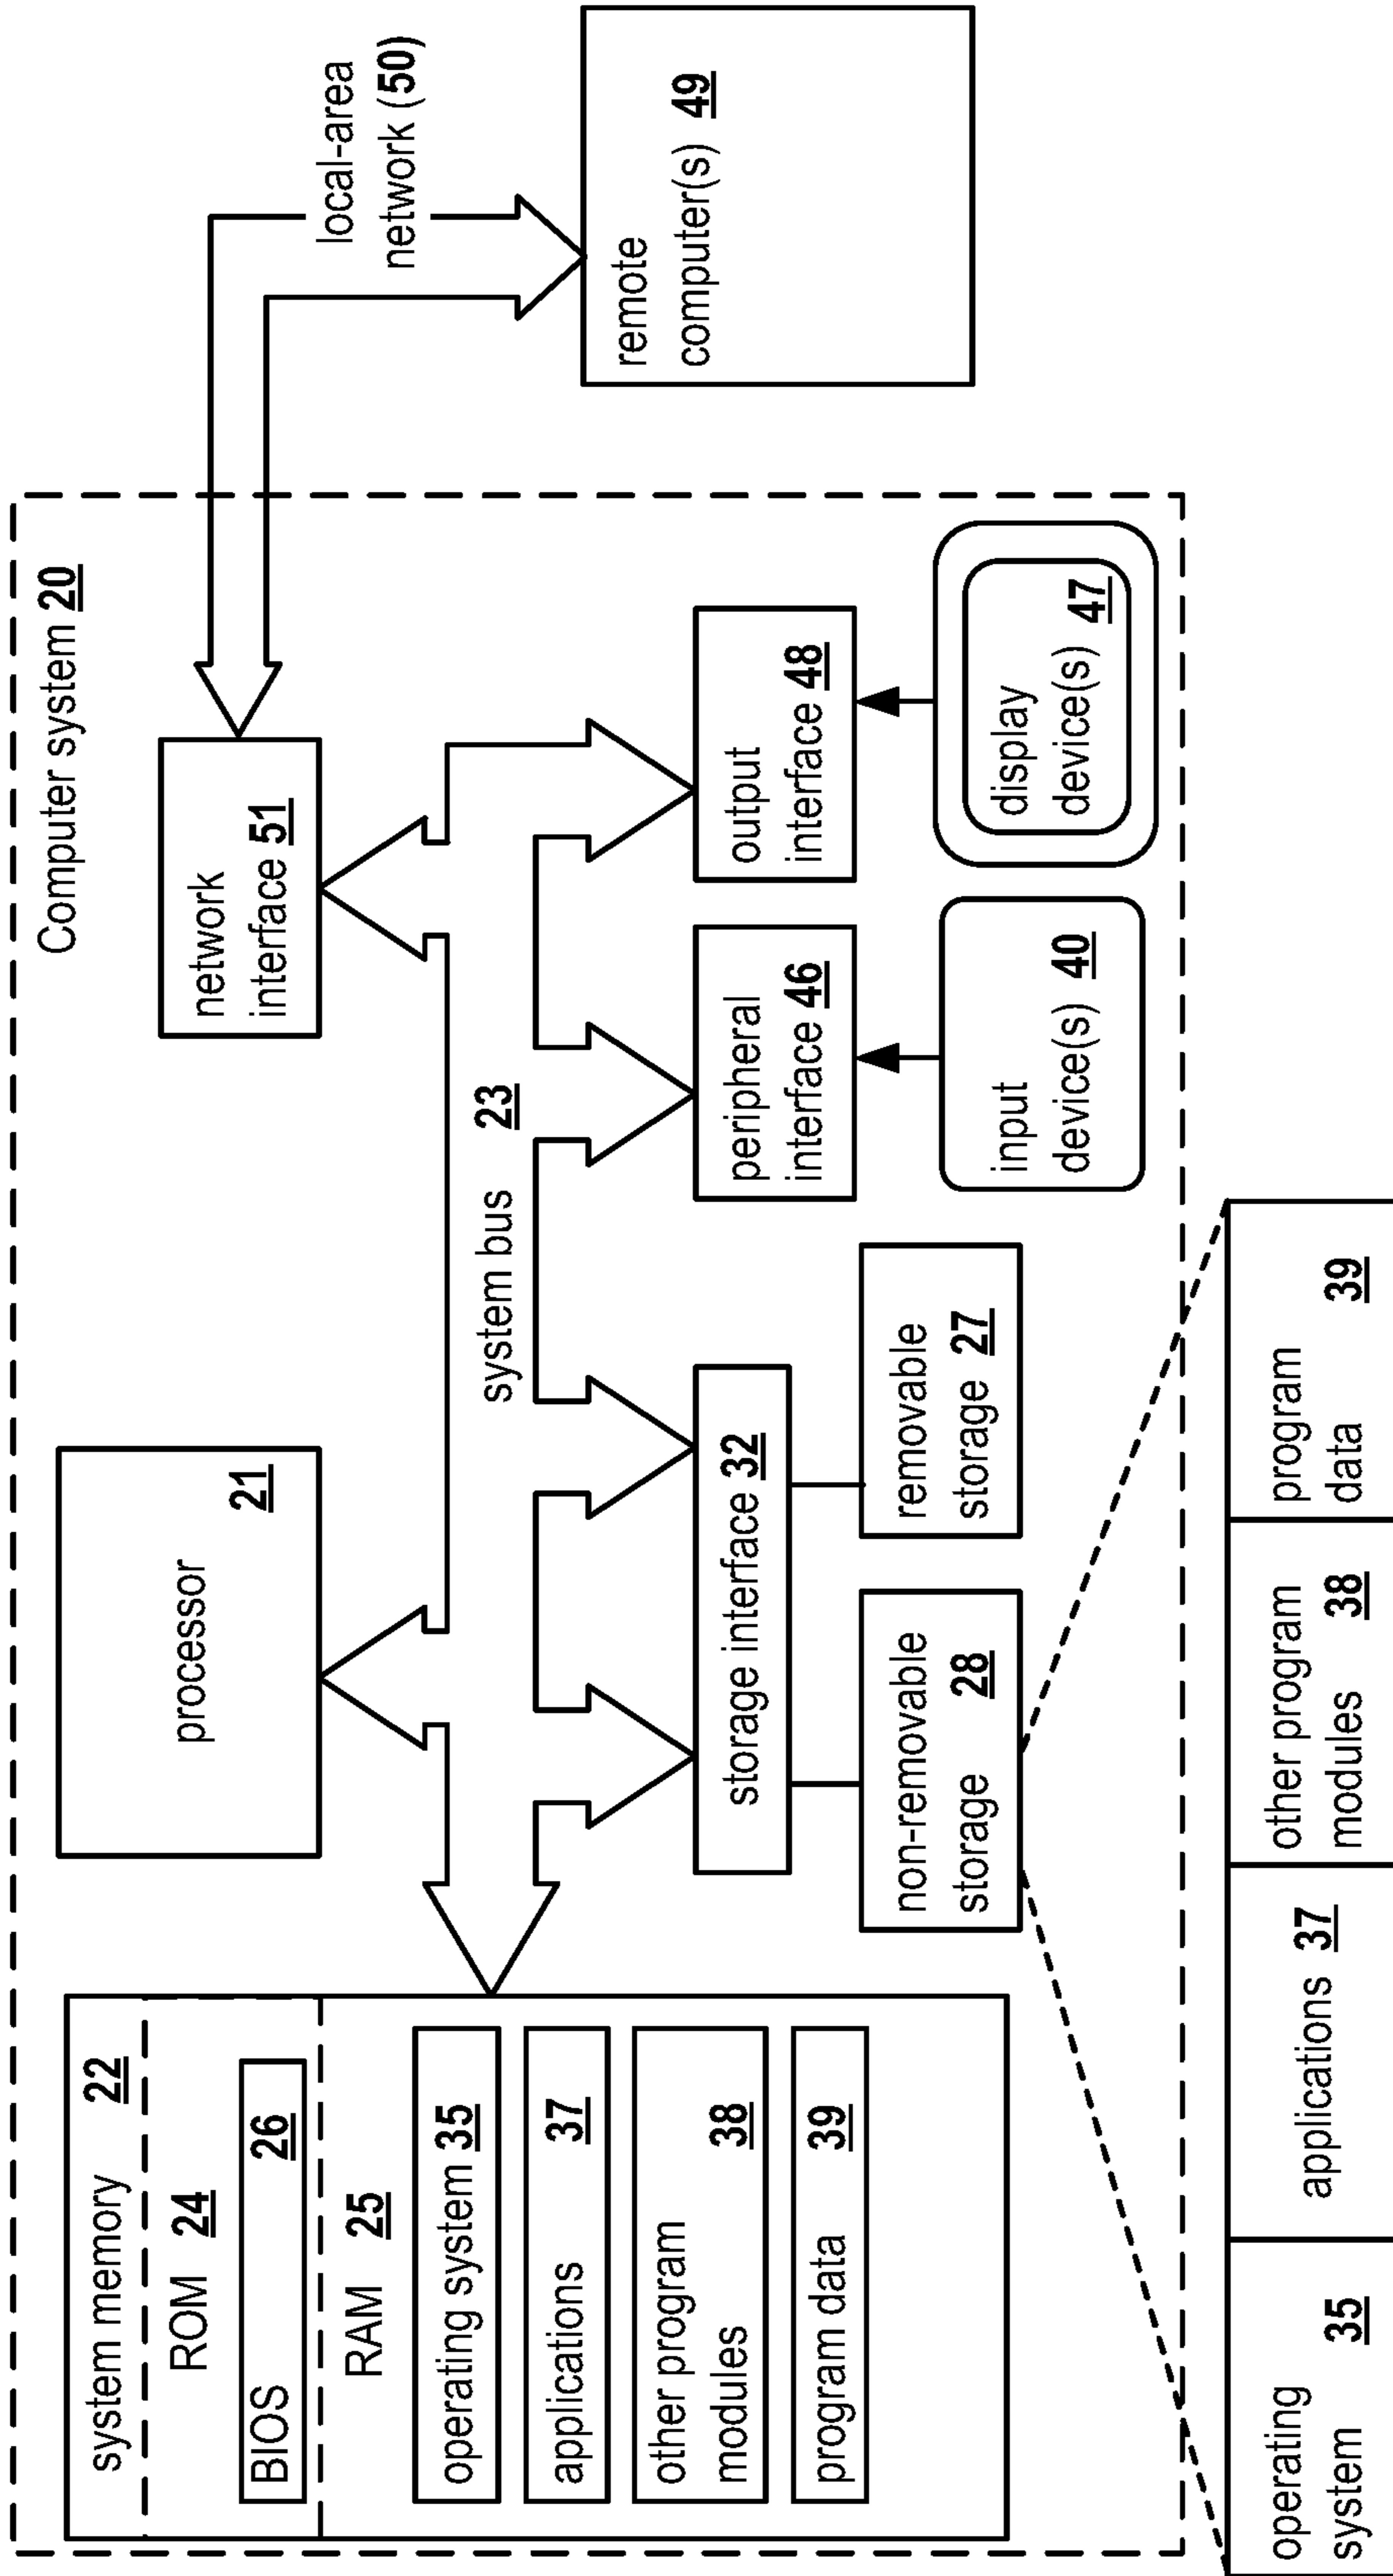 Computer system 20
system memory 22
ROM 24
BIOS 26
RAM 25
operating system 35
applications 37
other program
modules 38
program data 39
processor 21
network
interface 51
local-area
network (50)
system bus 23
storage interface 32
peripheral
interface 46
output
interface 48
remote
computer(s) 49
non-removable
storage 28
removable
storage 27
input
device(s) 40
display
device(s) 47
operating
system 35
applications 37
other program
modules 38
program
data 39